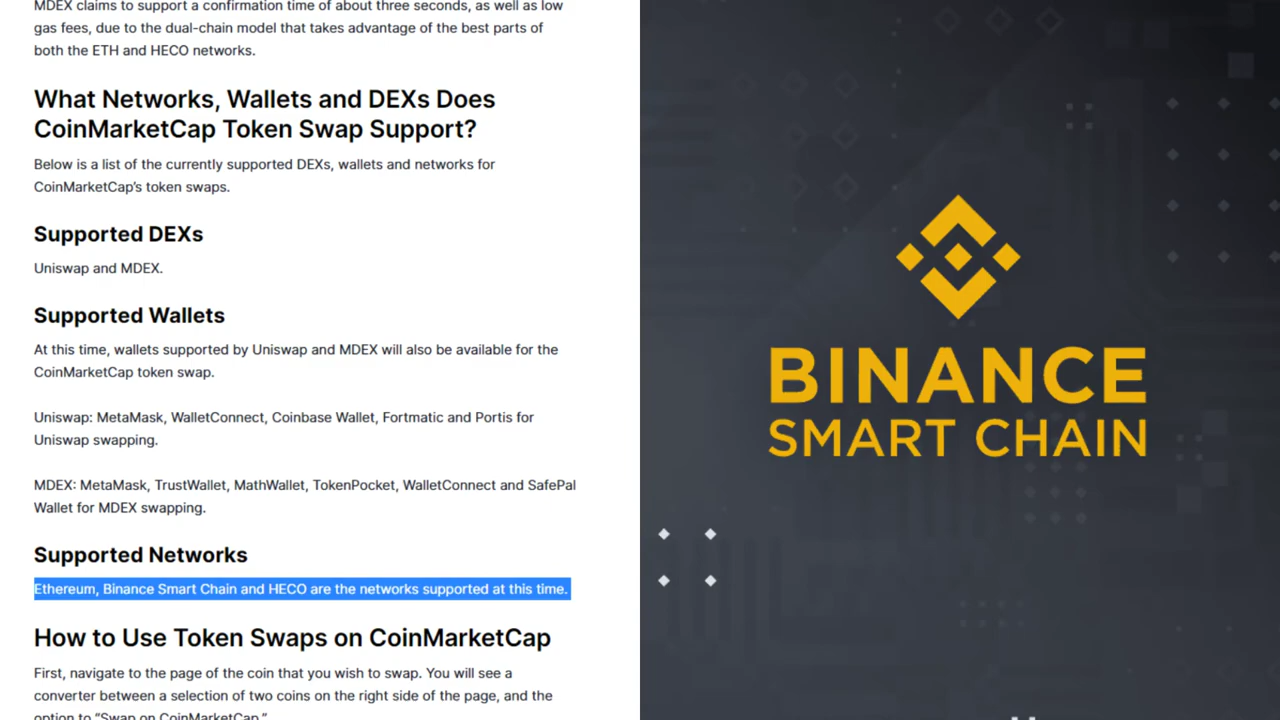 MDEX claims to support a confirmation time of about three seconds, as well as low
gas fees, due to the dual-chain model that takes advantage of the best parts of
both the ETH and HECO networks.
What Networks, Wallets and DEXs Does
CoinMarketCap Token Swap Support?
Below is a list of the currently supported DEXs, wallets and networks for
CoinMarketCap’s token swaps.
Supported DEXs
Uniswap and MDEX.
Supported Wallets
At this time, wallets supported by Uniswap and MDEX will also be available for the
CoinMarketCap token swap.
Uniswap: MetaMask, WalletConnect, Coinbase Wallet, Fortmatic and Portis for
Uniswap swapping.
MDEX: MetaMask, TrustWallet, MathWallet, TokenPocket, WalletConnect and SafePal
Wallet for MDEX swapping.
Supported Networks
Ethereum, Binance Smart Chain and HECO are the networks supported at this time.
How to Use Token Swaps on CoinMarketCap
First, navigate to the page of the coin that you wish to swap. You will see a
converter between a selection of two coins on the right side of the page, and the
option to “Swap on CoinMarketCap.”
BINANCE
SMART CHAIN